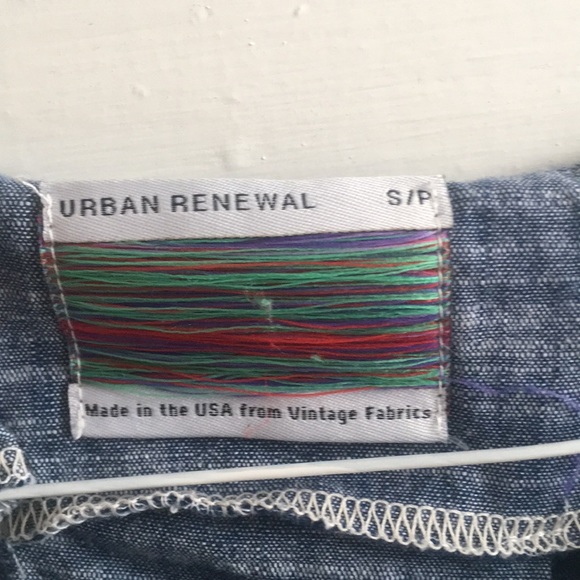 URBAN RENEWAL S/P
Made in the USA from Vintage Fabrics